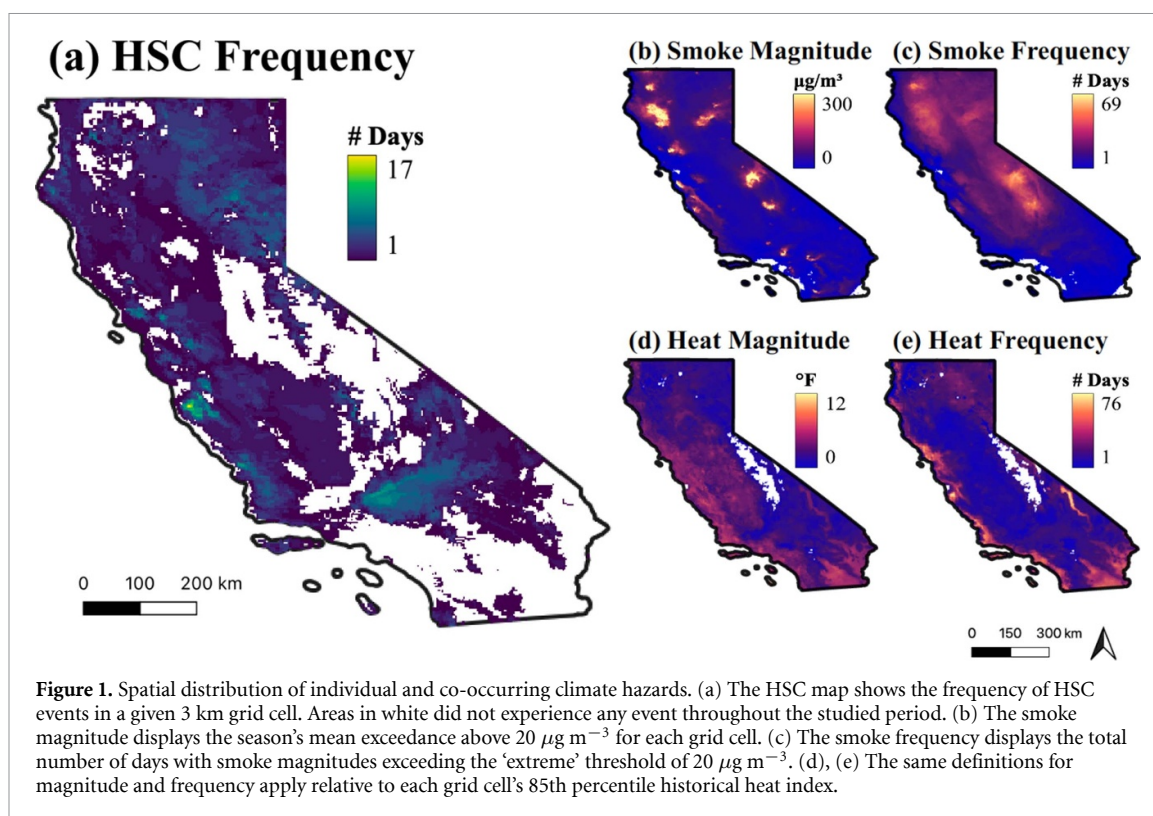 (a) HSC Frequency
# Days
17
1
0 100 200 km
(b) Smoke Magnitude
µg/m³
300
0
(c) Smoke Frequency
# Days
69
1
(d) Heat Magnitude
°F
12
0
(e) Heat Frequency
# Days
76
1
0 150 300 km
Figure 1. Spatial distribution of individual and co-occurring climate hazards. (a) The HSC map shows the frequency of HSC
events in a given 3 km grid cell. Areas in white did not experience any event throughout the studied period. (b) The smoke
magnitude displays the season's mean exceedance above 20 µg m⁻³ for each grid cell. (c) The smoke frequency displays the total
number of days with smoke magnitudes exceeding the ‘extreme’ threshold of 20 µg m⁻³. (d), (e) The same definitions for
magnitude and frequency apply relative to each grid cell's 85th percentile historical heat index.